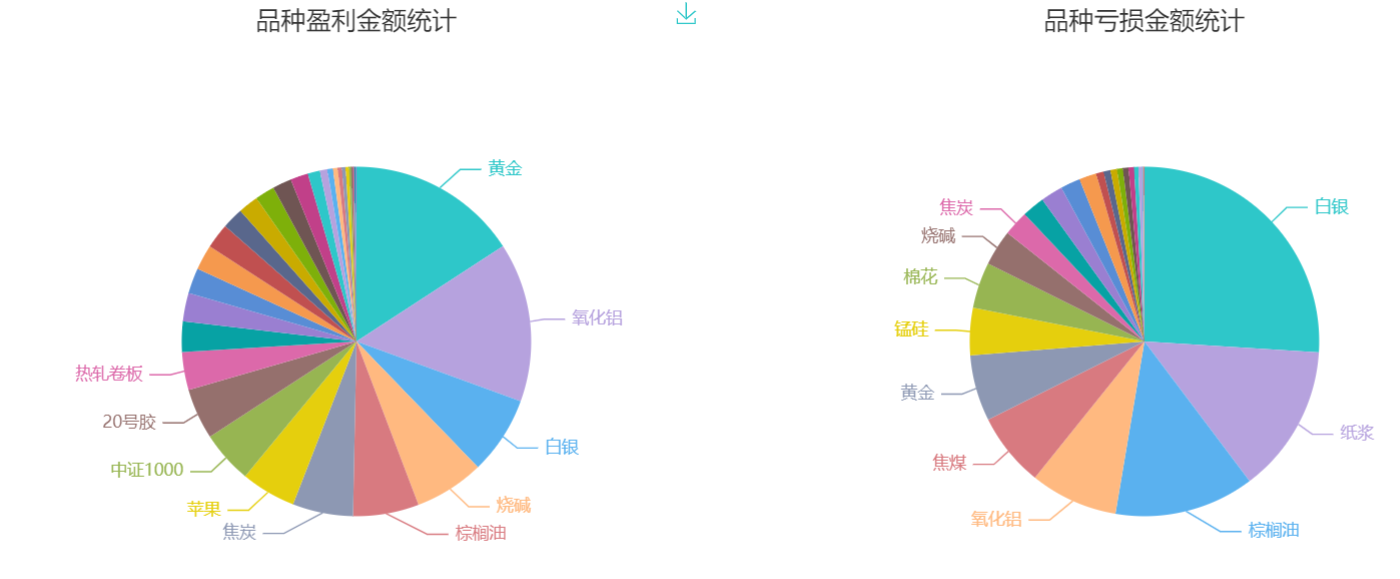 品种盈利金额统计
黄金
氧化铝
白银
烧碱
棕榈油
焦炭
苹果
中证1000
20号胶
热轧卷板
品种亏损金额统计
白银
纸浆
棕榈油
氧化铝
焦煤
黄金
锰硅
棉花
烧碱
焦炭